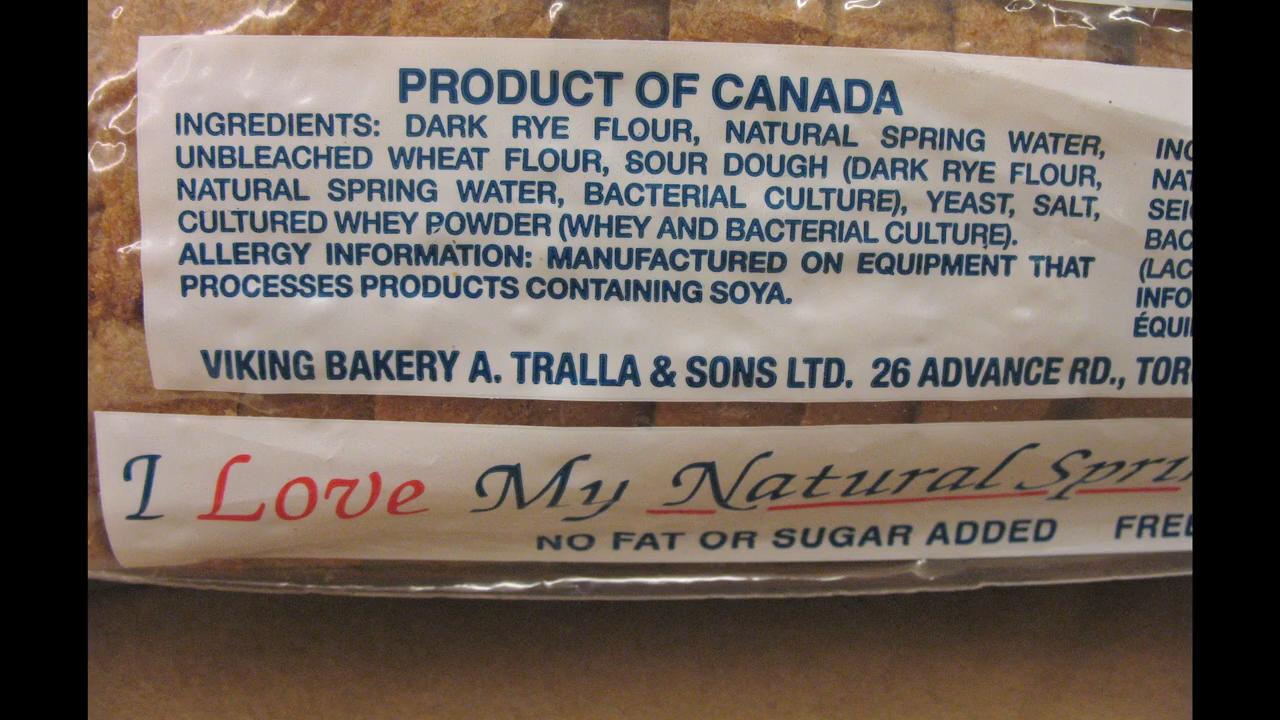 PRODUCT OF CANADA
INGREDIENTS: DARK RYE FLOUR, NATURAL SPRING WATER,
UNBLEACHED WHEAT FLOUR, SOUR DOUGH (DARK RYE FLOUR,
NATURAL SPRING WATER, BACTERIAL CULTURE), YEAST, SALT,
CULTURED WHEY POWDER (WHEY AND BACTERIAL CULTURE).
ALLERGY INFORMATION: MANUFACTURED ON EQUIPMENT THAT
PROCESSES PRODUCTS CONTAINING SOYA.
VIKING BAKERY A. TRALLA & SONS LTD. 26 ADVANCE RD.,
I Love My Natural
NO FAT OR SUGAR ADDED